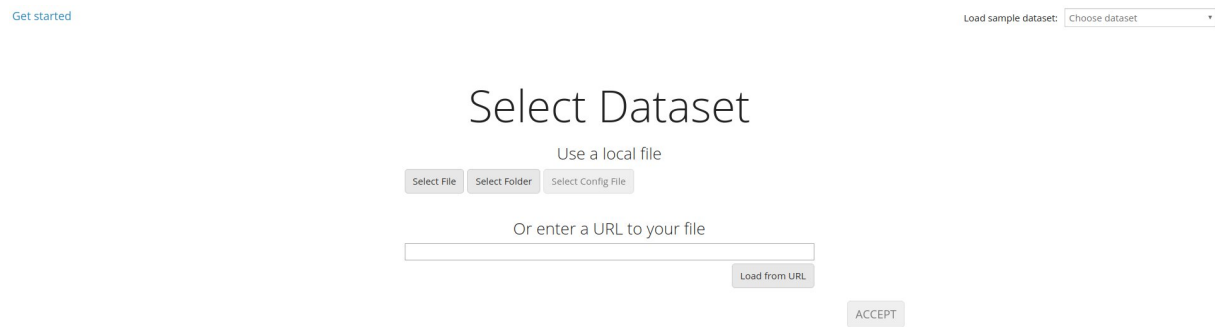 Get started
Load sample dataset: Choose dataset
Select Dataset
Use a local file
Select File Select Folder Select Config File
Or enter a URL to your file
Load from URL
ACCEPT